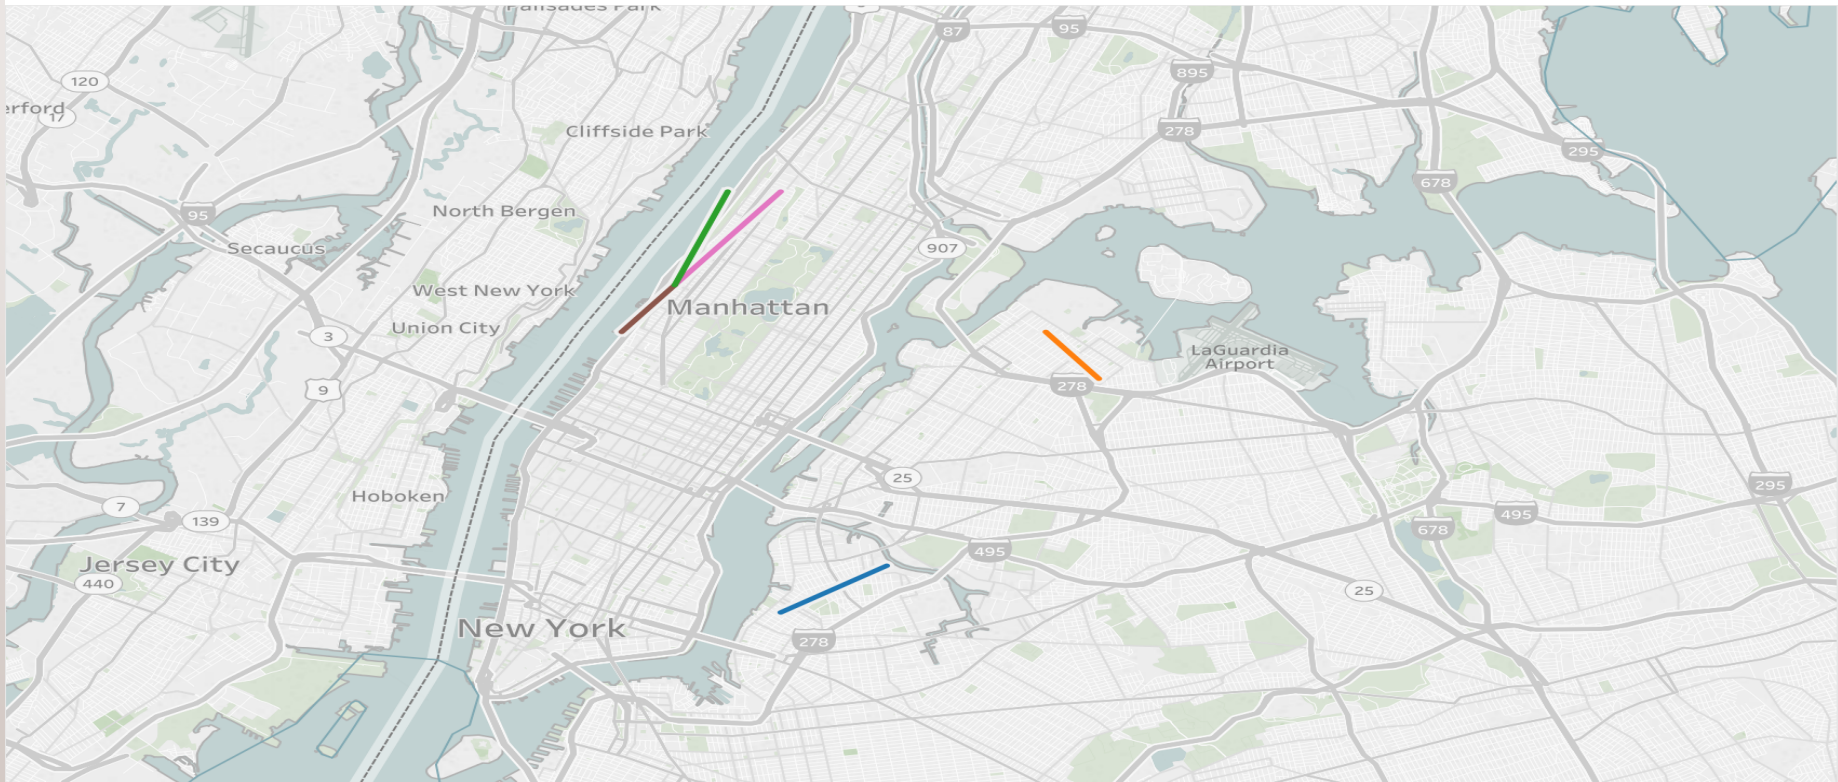 Palisades Park
87
95
895
120
erford
17
Cliffside Park
278
295
678
95
North Bergen
Secaucus
907
West New York
Manhattan
Union City
3
LaGuardia
Airport
9
278
25
Hoboken
295
7
139
495
678
495
Jersey City
440
25
New York
278